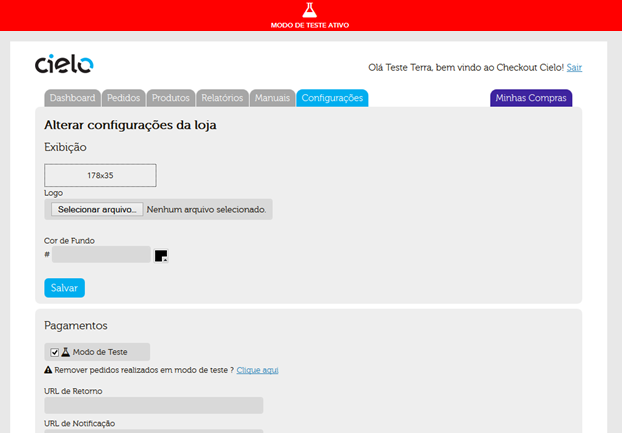 MODO DE TESTE ATIVO
cielo
Olá Teste Terra, bem vindo ao Checkout Cielo! Sair
Dashboard Pedidos Produtos Relatórios Manuais Configurações Minhas Compras
Alterar configurações da loja
Exibição
178x35
Logo
Selecionar arquivo... Nenhum arquivo selecionado.
Cor de Fundo
#
Salvar
Pagamentos
Modo de Teste
Remover pedidos realizados em modo de teste ? Clique aqui
URL de Retorno
URL de Notificação